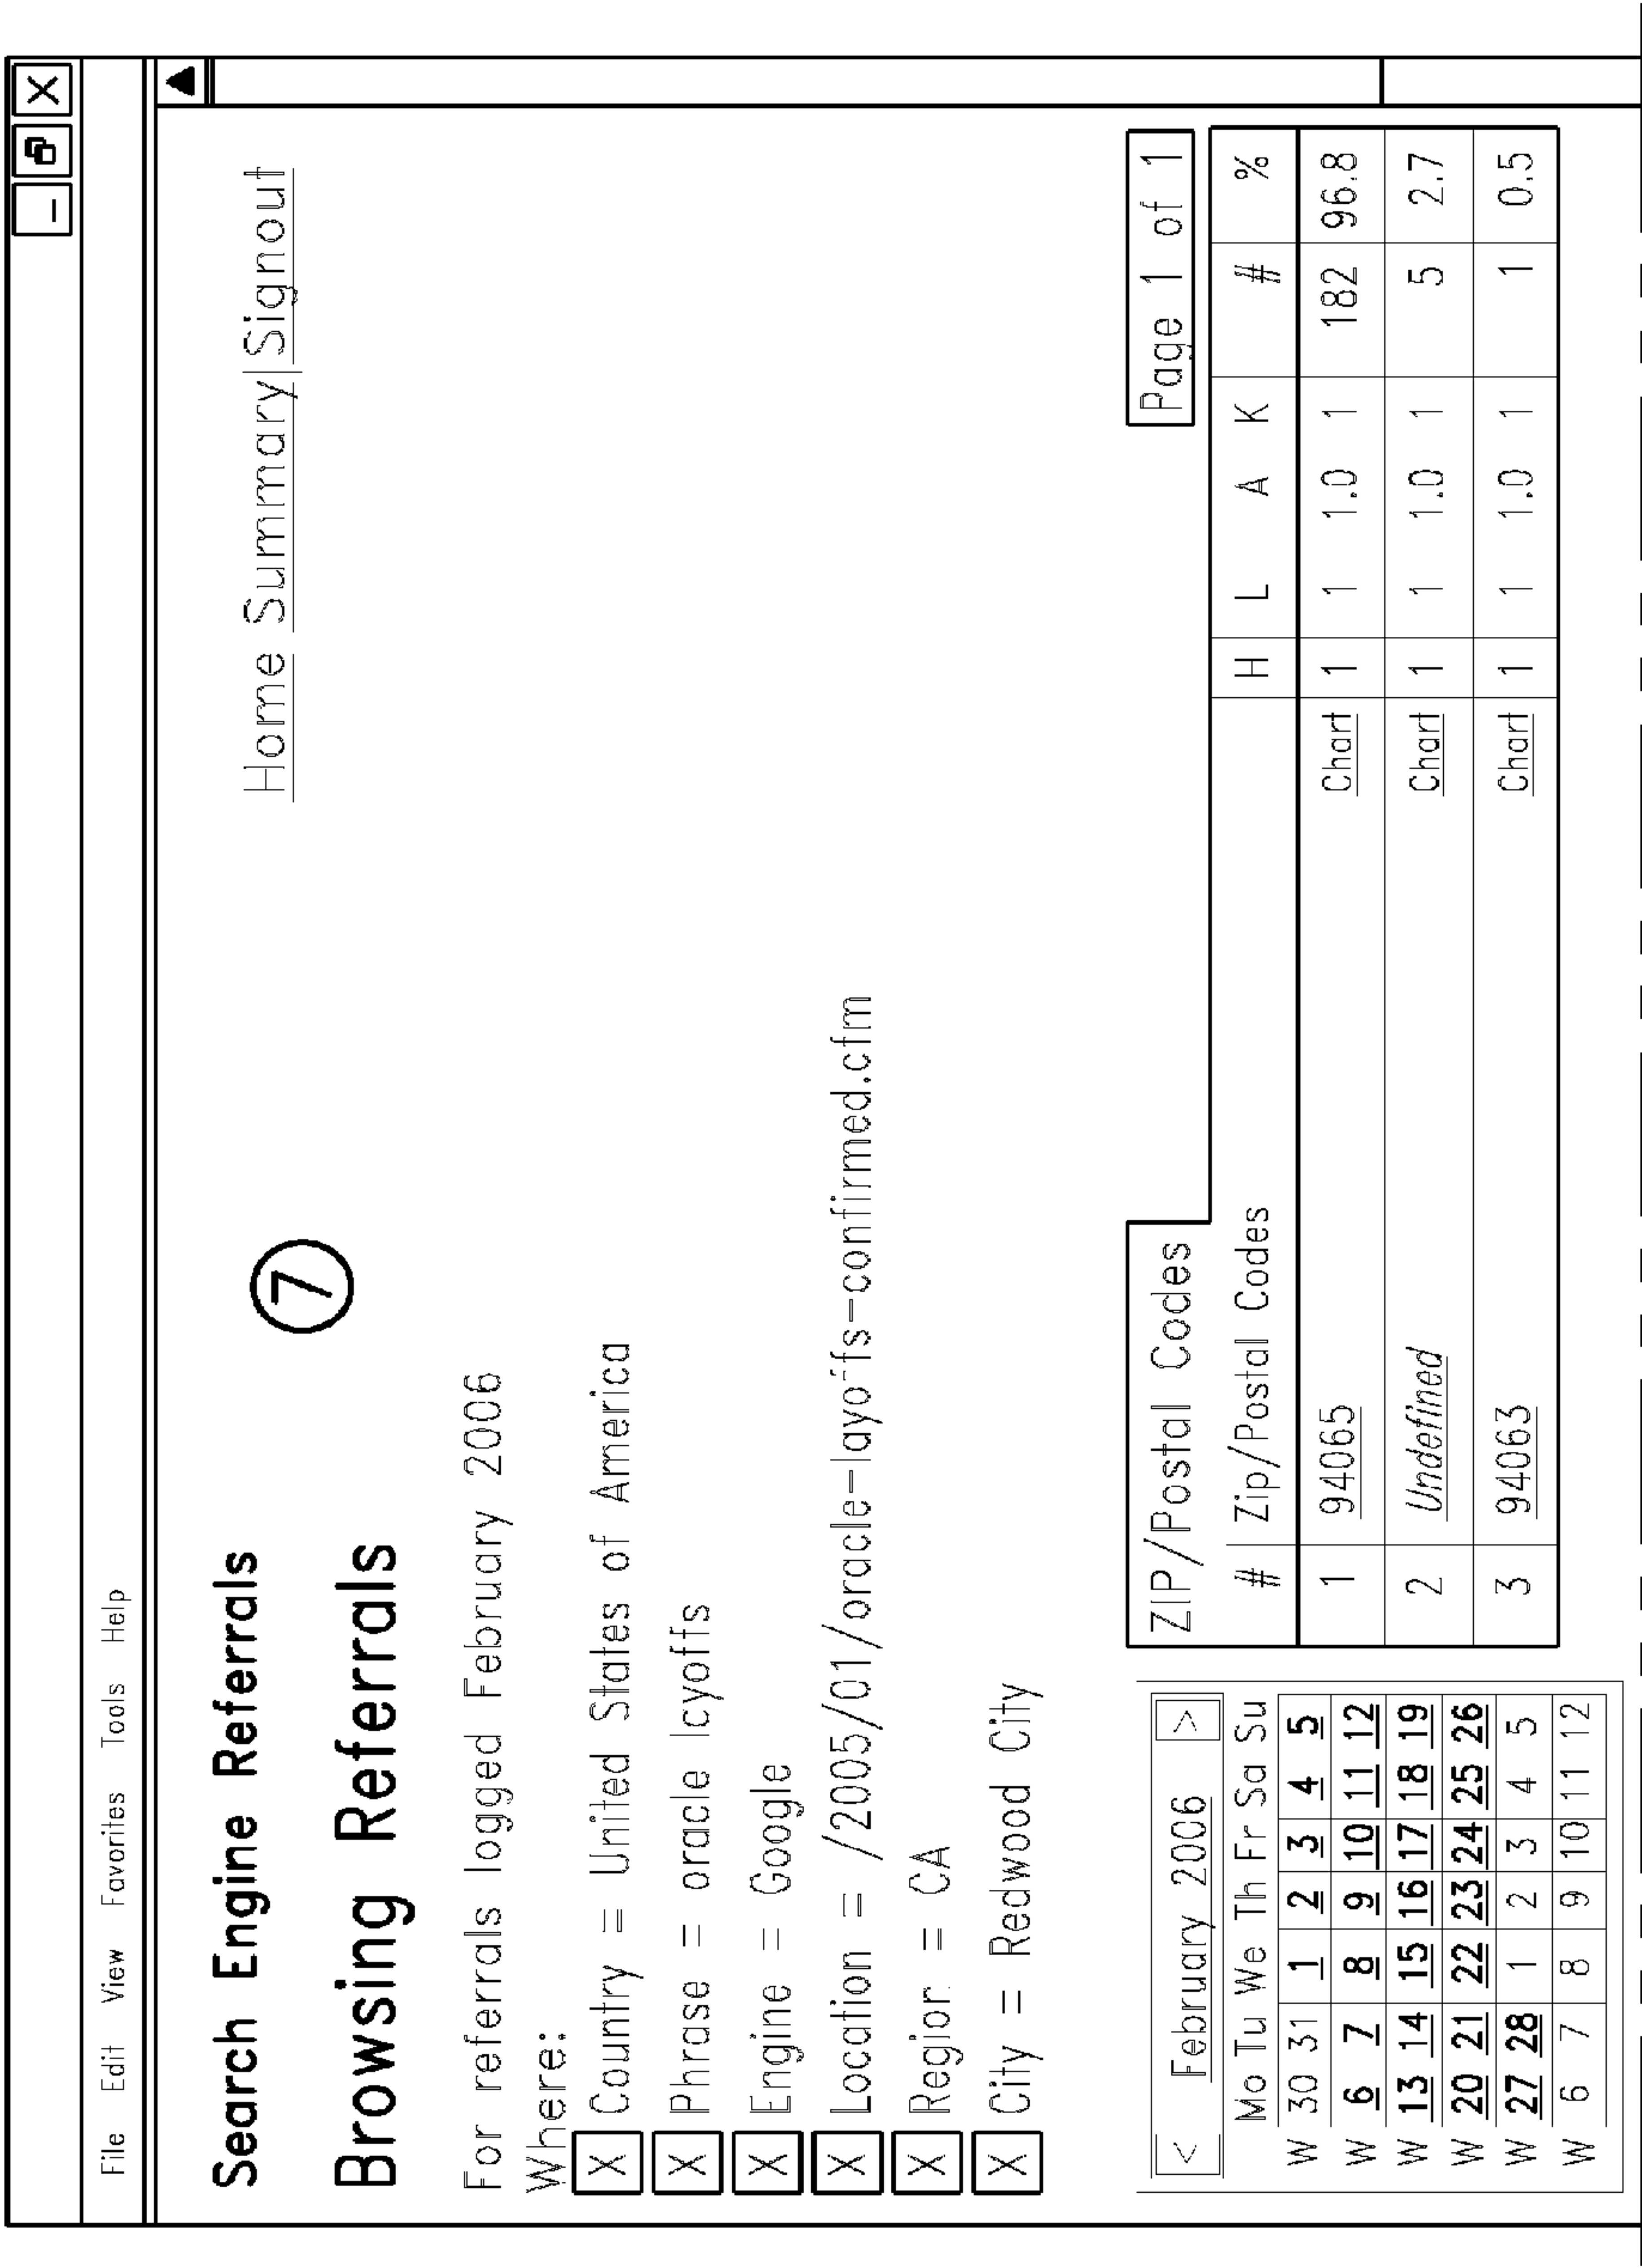 _ X
File Edit View Favorites Tools Help
Search Engine Referrals
Home Summary|Signout
7
Browsing Referrals
For referrals logged February 2006
Where:
X Country = United States of America
X Phrase = oracle lcyoffs
X Engine = Google
X Location = /2005/01/oracle-layoffs-confirmed.cfm
X Region = CA
X City = Redwood City
< February 2006 >
Mo Tu We Th Fr Sa Su
W 30 31 1 2 3 4 5
W 6 7 8 9 10 11 12
W 13 14 15 16 17 18 19
W 20 21 22 23 24 25 26
W 27 28 1 2 3 4 5
W 6 7 8 9 10 11 12
ZIP/Postal Codes Page 1 of 1
# Zip/Postal Codes H L A K # %
1 94065 Chart 1 1 1.0 1 182 96.8
2 Undefined Chart 1 1 1.0 1 5 2.7
3 94063 Chart 1 1 1.0 1 1 0.5